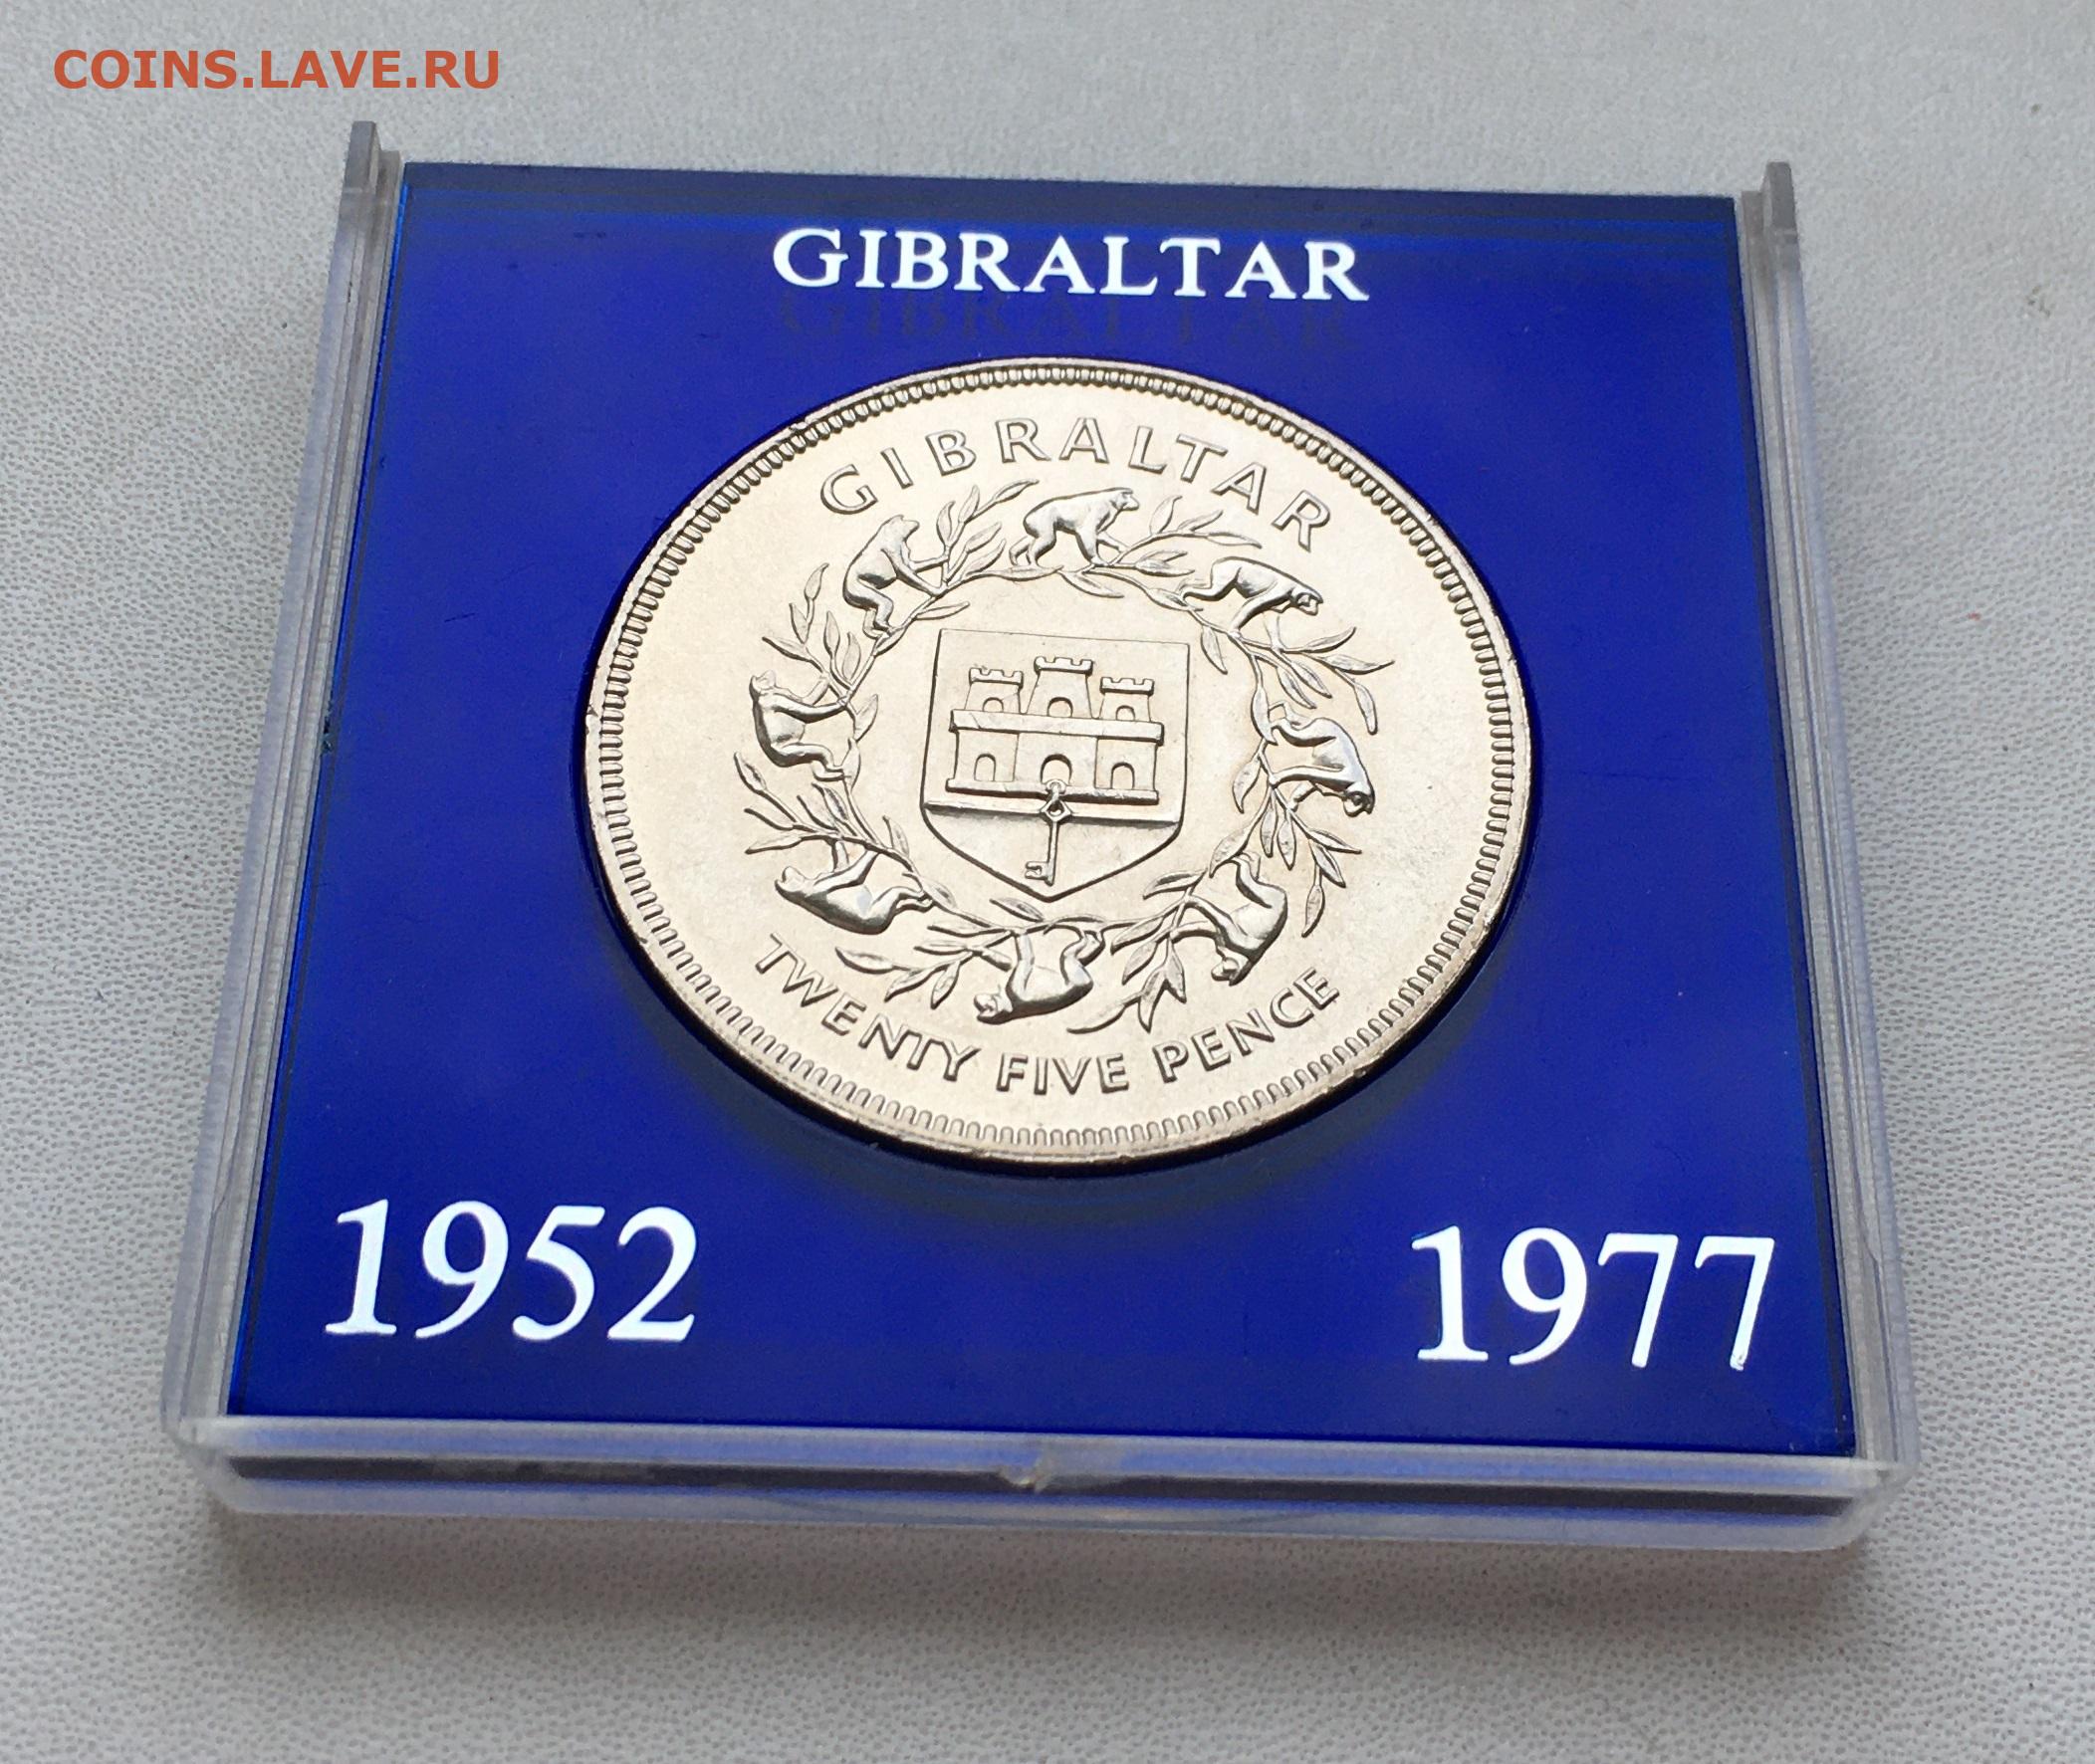 COINS.LAVE.RU
GIBRALTAR
GIBRALTAR
TWENTY FIVE PENCE
1952 1977